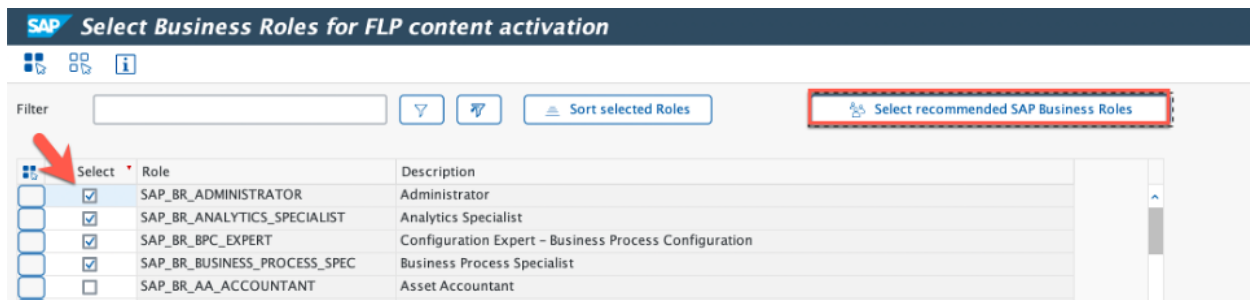 SAP Select Business Roles for FLP content activation
Filter Sort selected Roles Select recommended SAP Business Roles
Select Role Description
SAP_BR_ADMINISTRATOR Administrator
SAP_BR_ANALYTICS_SPECIALIST Analytics Specialist
SAP_BR_BPC_EXPERT Configuration Expert - Business Process Configuration
SAP_BR_BUSINESS_PROCESS_SPEC Business Process Specialist
SAP_BR_AA_ACCOUNTANT Asset Accountant